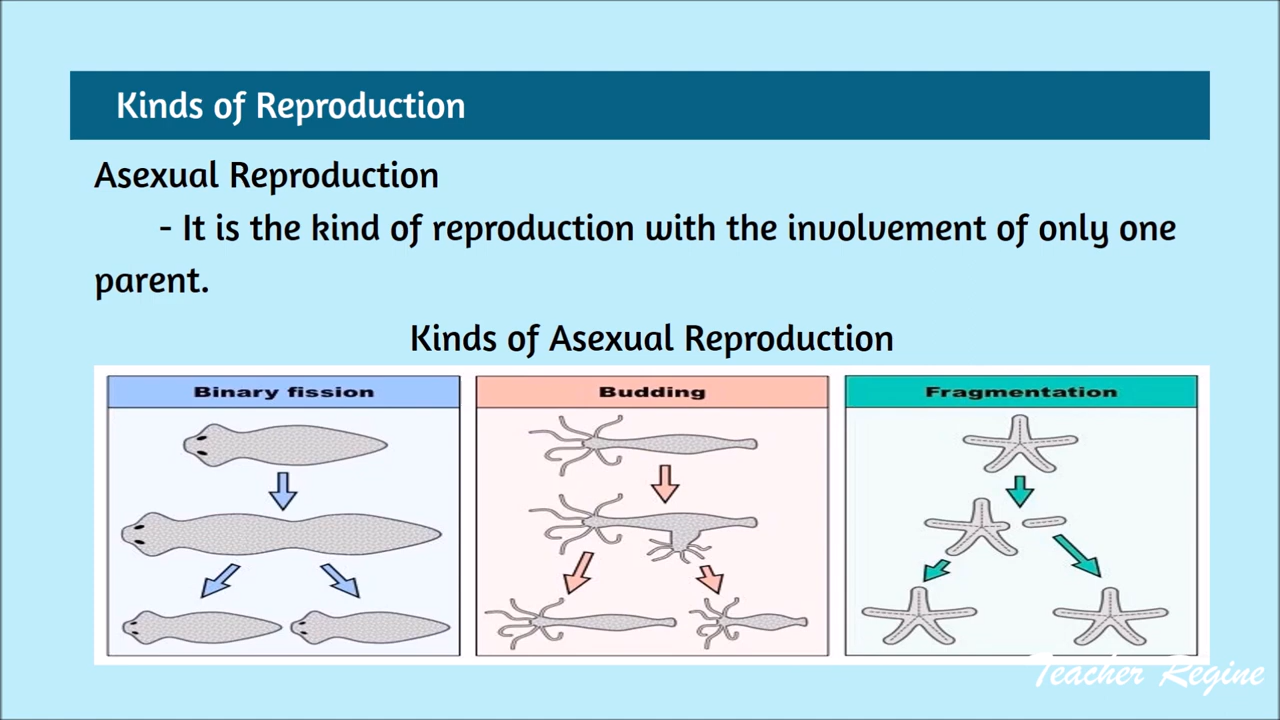 Kinds of Reproduction
Asexual Reproduction
- It is the kind of reproduction with the involvement of only one
parent.
Kinds of Asexual Reproduction
Binary fission
Budding
Fragmentation
Teacher Regine